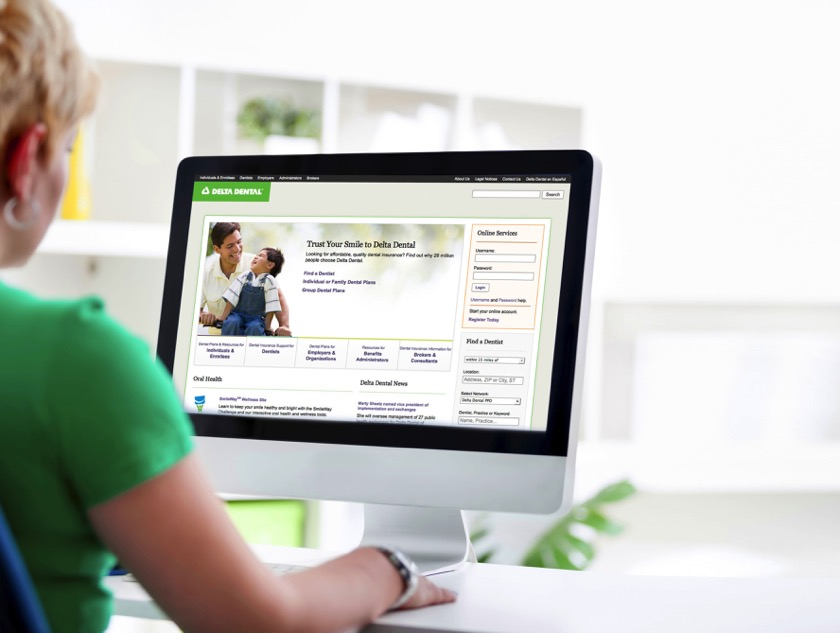 Individuals & Enrollees Dentists Employers Administrators Brokers
About Us Legal Notices Contact Us Delta Dental en Español
DELTA DENTAL
Search
Trust Your Smile to Delta Dental
Looking for affordable, quality dental insurance? Find out why 28 million
people choose Delta Dental.
Find a Dentist
Individual or Family Dental Plans
Group Dental Plans
Online Services
Username:
Password:
Login
Username and Password help.
Start your online account.
Register Today
Dental Plans & Resources for
Individuals &
Enrollees
Dental Insurance Support for
Dentists
Dental Plans for
Employers &
Organizations
Resources for
Benefits
Administrators
Dental Insurance Information for
Brokers &
Consultants
Find a Dentist
within 15 miles of
Location:
Address, ZIP or City, ST
Select Network:
Delta Dental PPO
Dentist, Practice or Keyword
Name, Practice...
Oral Health
SmileWay℠ Wellness Site
Learn to keep your smile healthy and bright with the SmileWay
Challenge and our interactive oral health and wellness tools.
Delta Dental News
Marty Sheetz named vice president of
implementation and exchanges
She will oversee management of 27 public